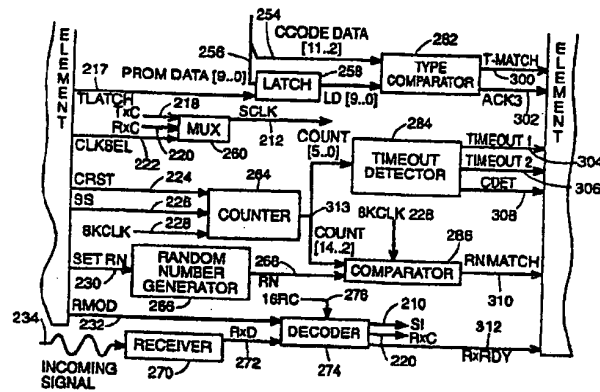 ELEMENT
254
CCODE DATA
[11..2]
282
256
TYPE
COMPARATOR
T-MATCH
300
ACK3
302
ELEMENT
217
PROM DATA [9..0]
LATCH
258
LD [9..0]
TLATCH
TxC
218
SCLK
RxC
220
MUX
212
CLKSEL
222
260
COUNT
[5..0]
284
TIMEOUT
DETECTOR
TIMEOUT 1
304
TIMEOUT 2
306
CDET
308
CRST
224
264
SS
226
COUNTER
8KCLK
228
313
8KCLK 228
COUNT
[14..2]
286
SET RN
230
RANDOM
NUMBER
GENERATOR
266
268
RN
COMPARATOR
RNMATCH
310
16RC
276
210
RMOD
232
234
DECODER
274
SI
RxC
220
312
RxRDY
RECEIVER
270
RxD
272
INCOMING
SIGNAL